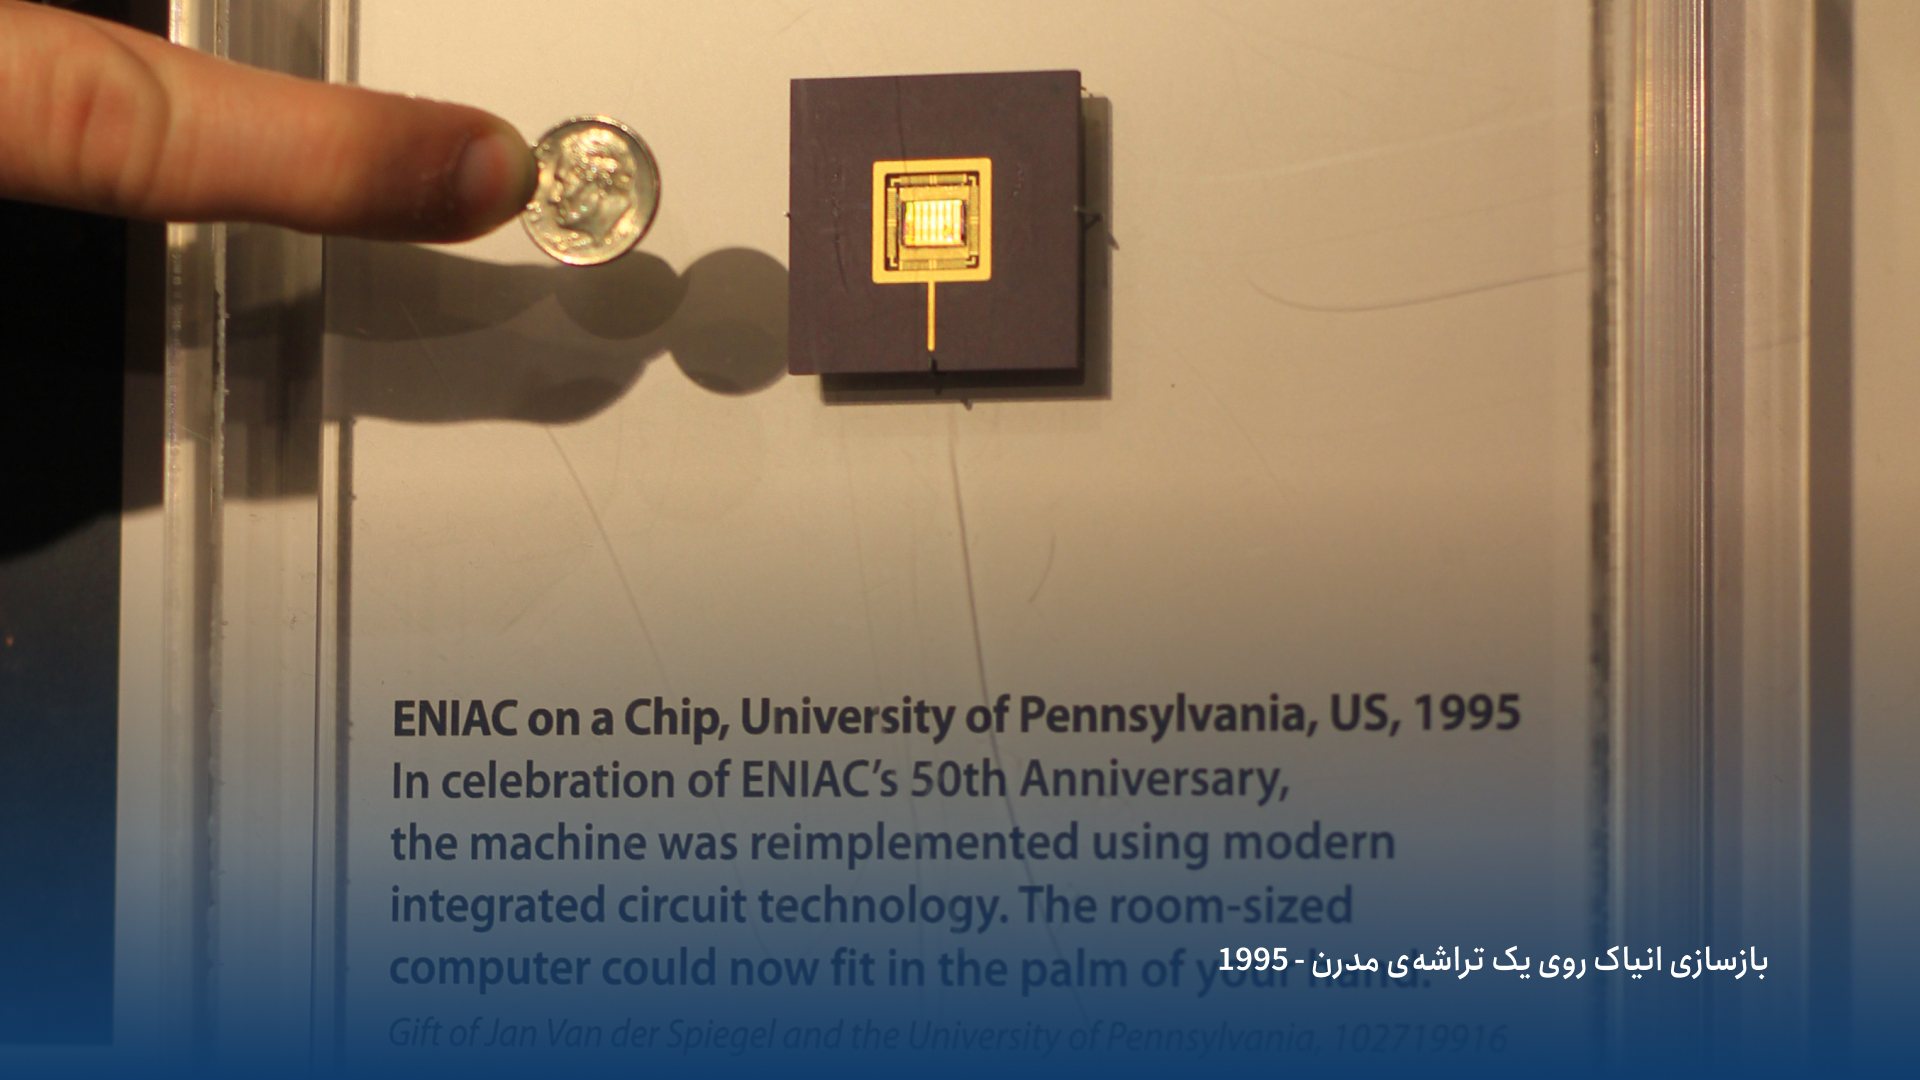 ENIAC on a Chip, University of Pennsylvania, US, 1995
In celebration of ENIAC’s 50th Anniversary,
the machine was reimplemented using modern
integrated circuit technology. The room-sized
computer could now fit in the palm of your hand.
بازسازی انیاک روی یک تراشه‌ی مدرن - 1995
Gift of Jan Van der Spiegel and the University of Pennsylvania, 102719916